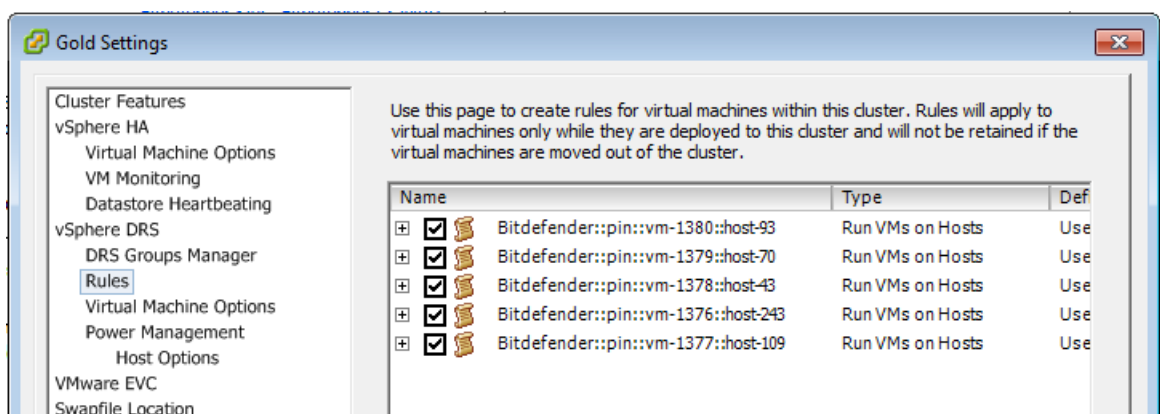 Gold Settings
Cluster Features
vSphere HA
Virtual Machine Options
VM Monitoring
Datastore Heartbeating
vSphere DRS
DRS Groups Manager
Rules
Virtual Machine Options
Power Management
Host Options
VMware EVC
Swapfile Location
Use this page to create rules for virtual machines within this cluster. Rules will apply to
virtual machines only while they are deployed to this cluster and will not be retained if the
virtual machines are moved out of the cluster.
Name Type Defi
Bitdefender::pin::vm-1380::host-93 Run VMs on Hosts Use
Bitdefender::pin::vm-1379::host-70 Run VMs on Hosts Use
Bitdefender::pin::vm-1378::host-43 Run VMs on Hosts Use
Bitdefender::pin::vm-1376::host-243 Run VMs on Hosts Use
Bitdefender::pin::vm-1377::host-109 Run VMs on Hosts Use